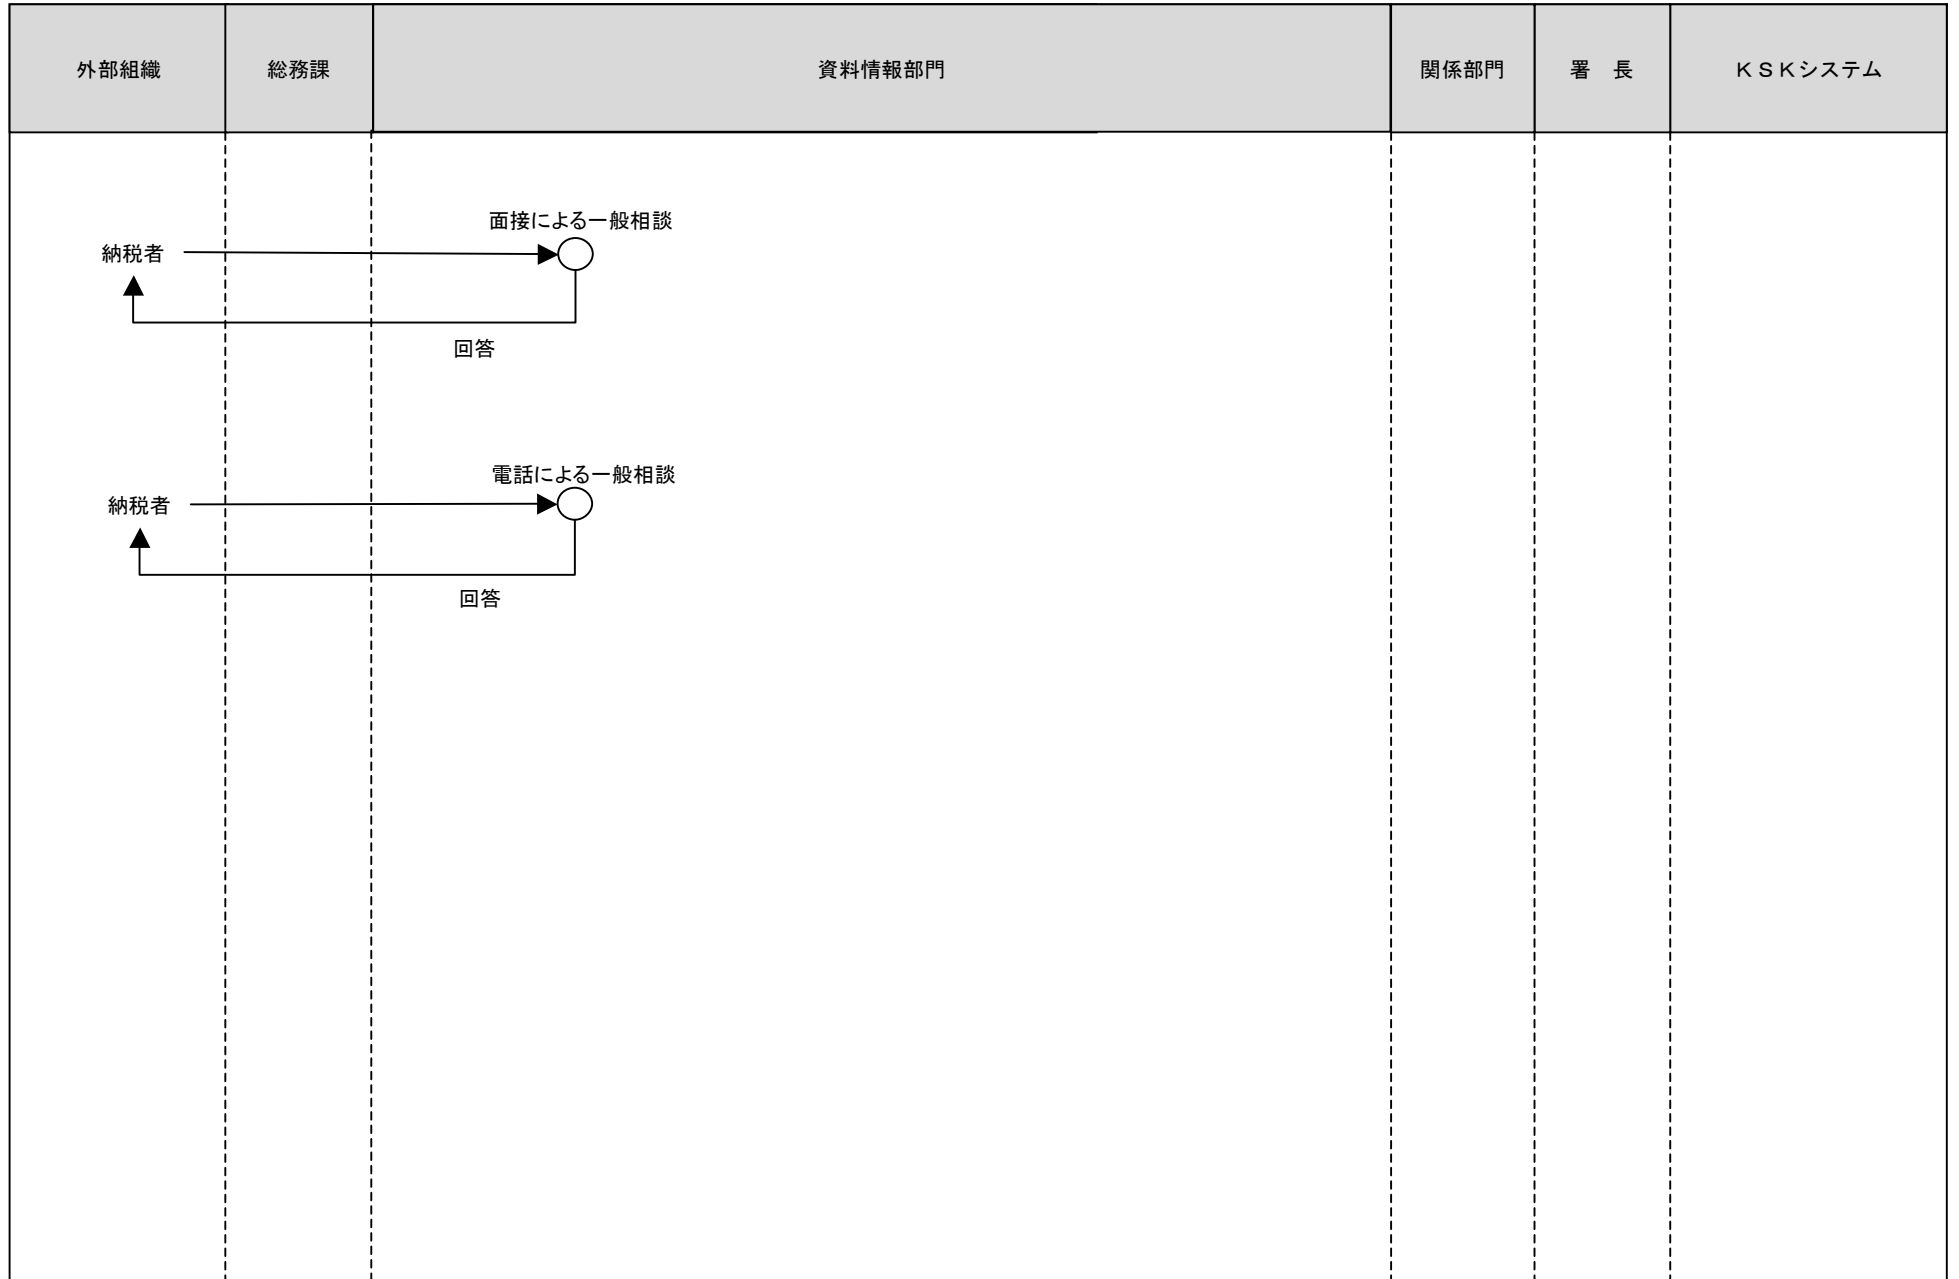 外部組織
総務課
資料情報部門
関係部門
署　長
ＫＳＫシステム
面接による一般相談
納税者
回答
電話による一般相談
納税者
回答